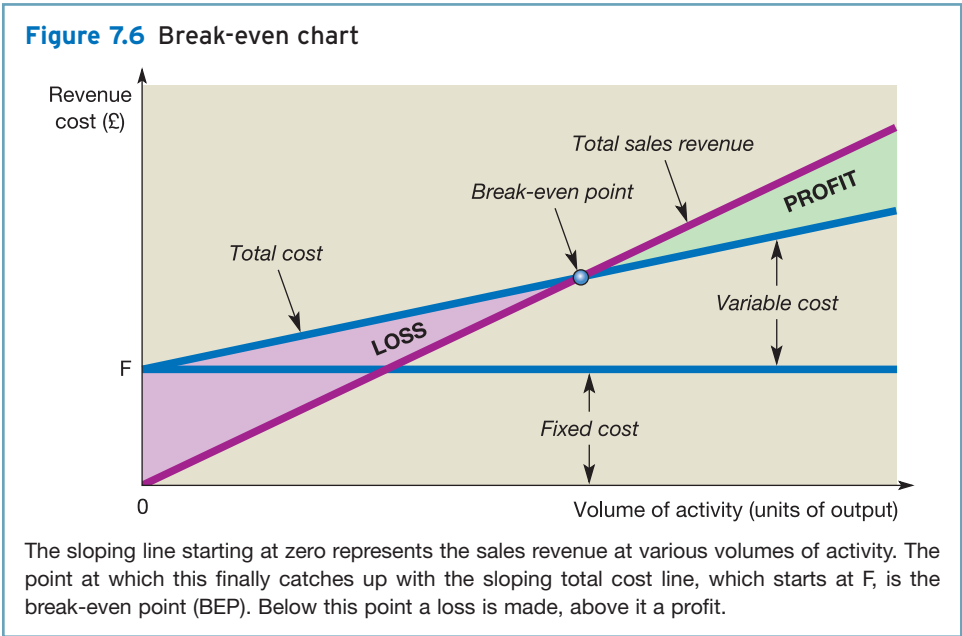 Figure 7.6 Break-even chart
Revenue
cost (£)
Total sales revenue
PROFIT
Break-even point
Total cost
Variable cost
LOSS
F
Fixed cost
0
Volume of activity (units of output)
The sloping line starting at zero represents the sales revenue at various volumes of activity. The
point at which this finally catches up with the sloping total cost line, which starts at F, is the
break-even point (BEP). Below this point a loss is made, above it a profit.